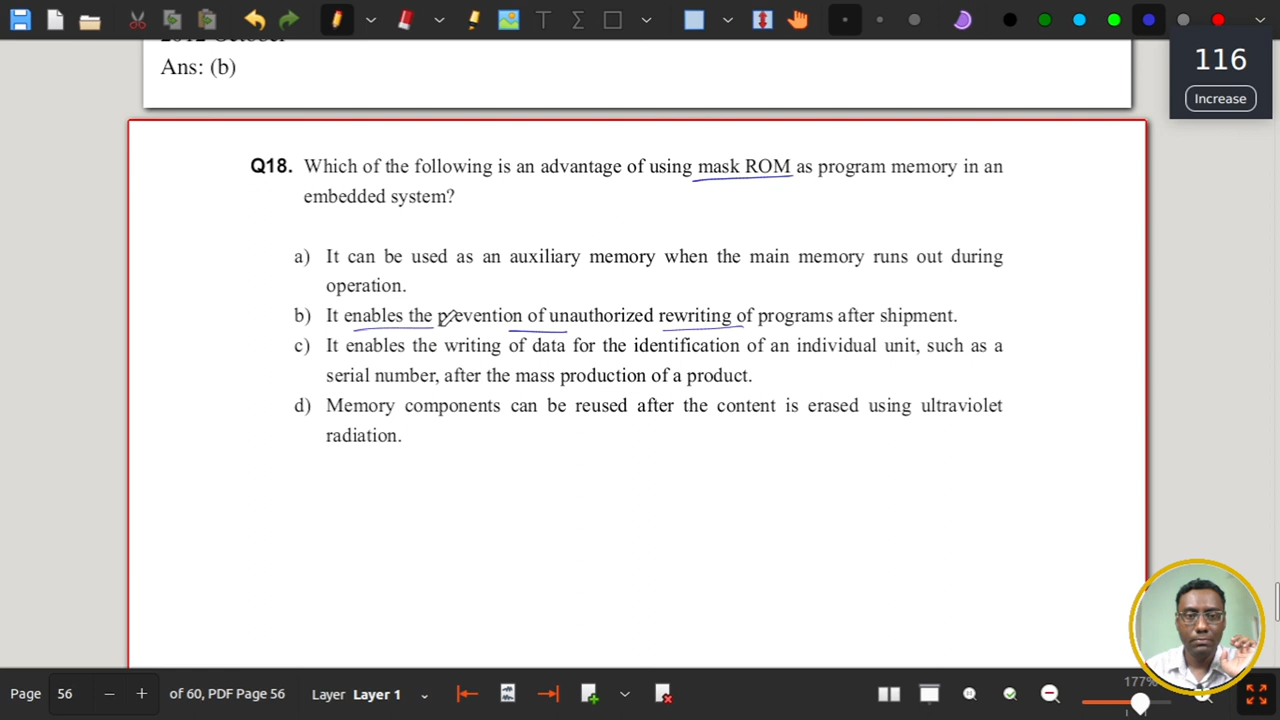 116
Increase
Ans: (b)
Q18. Which of the following is an advantage of using mask ROM as program memory in an
embedded system?
a) It can be used as an auxiliary memory when the main memory runs out during
operation.
b) It enables the prevention of unauthorized rewriting of programs after shipment.
c) It enables the writing of data for the identification of an individual unit, such as a
serial number, after the mass production of a product.
d) Memory components can be reused after the content is erased using ultraviolet
radiation.
Page 56 of 60, PDF Page 56 Layer Layer 1 177%